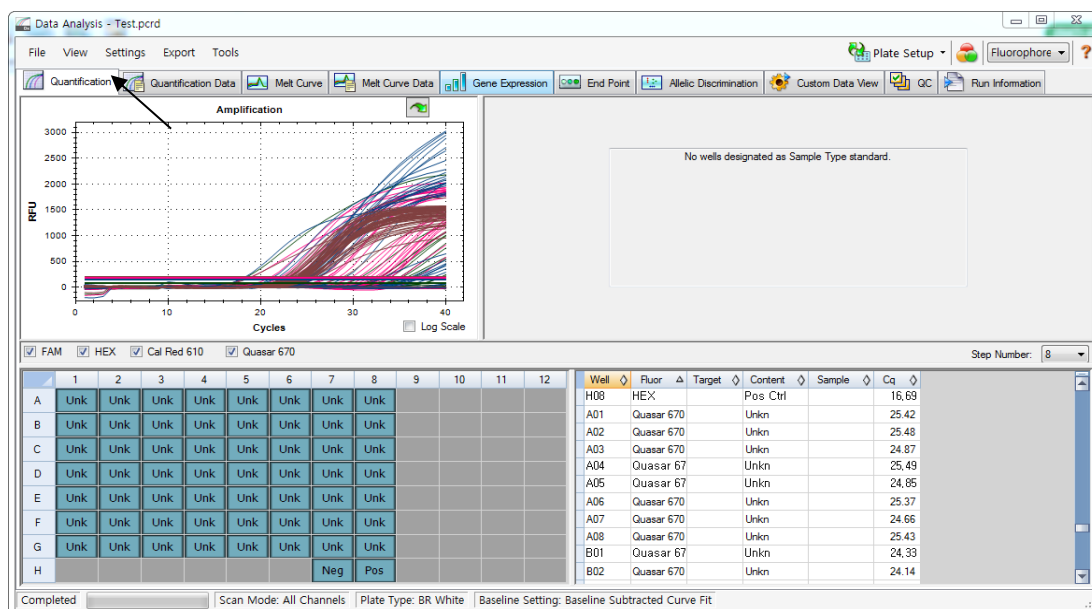 Data Analysis - Test.pcrd
File View Settings Export Tools Plate Setup Fluorophore ?
Quantification Quantification Data Melt Curve Melt Curve Data Gene Expression End Point Allelic Discrimination Custom Data View QC Run Information
Amplification
3000
2500
2000
1500
1000
500
0
RFU
0 10 20 30 40
Cycles
Log Scale
No wells designated as Sample Type standard.
FAM HEX Cal Red 610 Quasar 670 Step Number: 8
1 2 3 4 5 6 7 8 9 10 11 12
A Unk Unk Unk Unk Unk Unk Unk Unk
B Unk Unk Unk Unk Unk Unk Unk Unk
C Unk Unk Unk Unk Unk Unk Unk Unk
D Unk Unk Unk Unk Unk Unk Unk Unk
E Unk Unk Unk Unk Unk Unk Unk Unk
F Unk Unk Unk Unk Unk Unk Unk Unk
G Unk Unk Unk Unk Unk Unk Unk Unk
H Neg Pos
Well Fluor Target Content Sample Cq
H08 HEX Pos Ctrl 16,69
A01 Quasar 670 Unkn 25.42
A02 Quasar 670 Unkn 25.48
A03 Quasar 670 Unkn 24.87
A04 Quasar 67 Unkn 25,49
A05 Quasar 67 Unkn 24,85
A06 Quasar 670 Unkn 25.37
A07 Quasar 670 Unkn 24.66
A08 Quasar 670 Unkn 25.43
B01 Quasar 67 Unkn 24,33
B02 Quasar 670 Unkn 24.14
Completed Scan Mode: All Channels Plate Type: BR White Baseline Setting: Baseline Subtracted Curve Fit